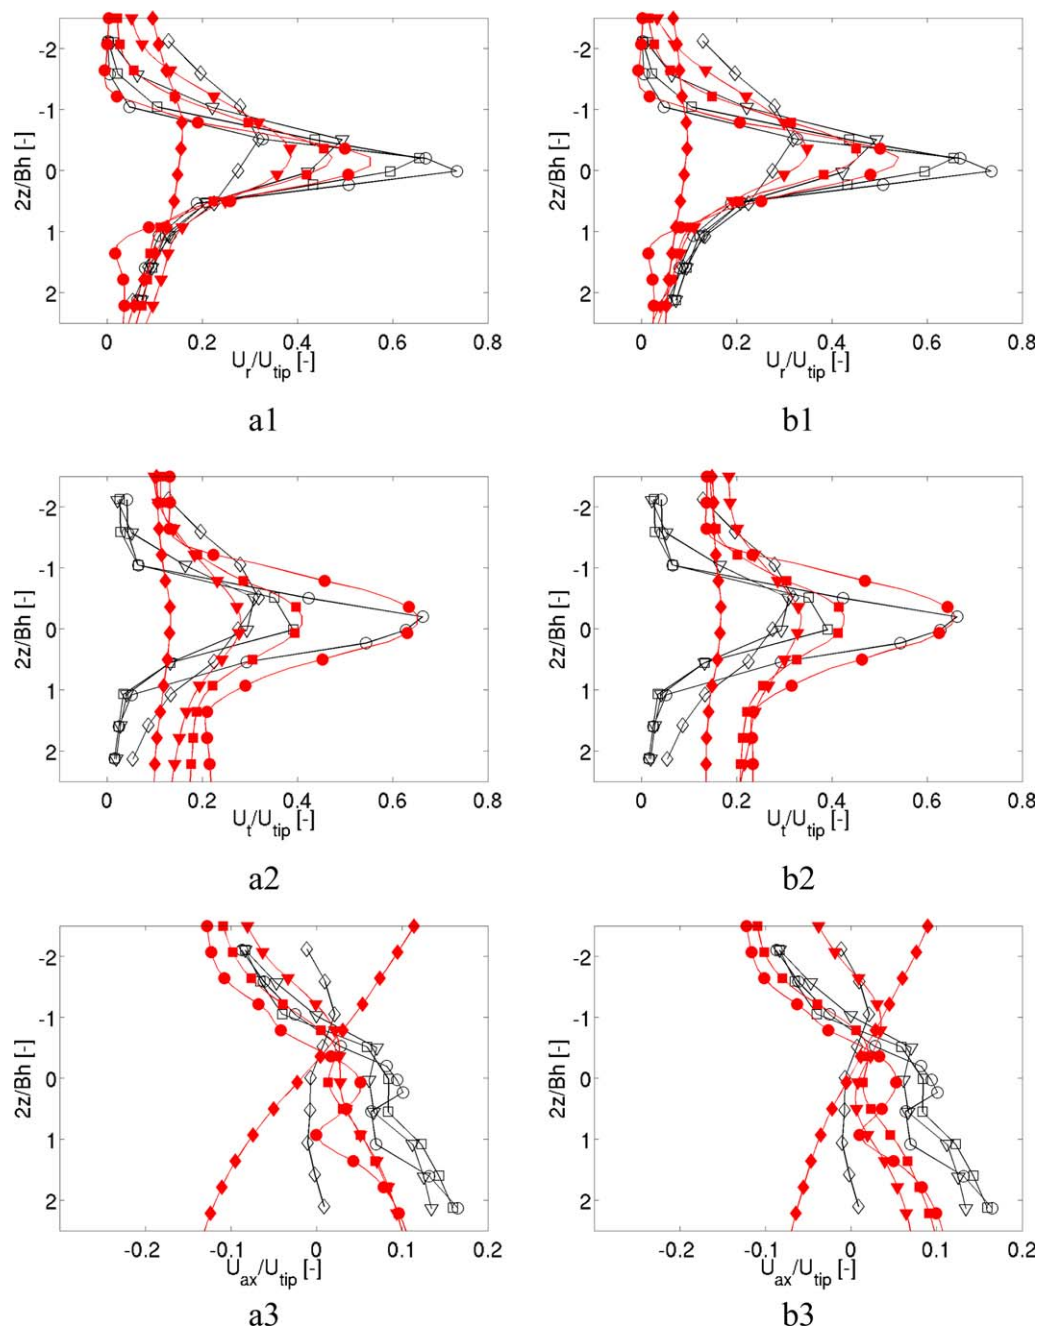 -2
-1
0
1
2
2z/Bh [-]
0 0.2 0.4 0.6 0.8
U_r/U_tip [-]
a1
-2
-1
0
1
2
2z/Bh [-]
0 0.2 0.4 0.6 0.8
U_r/U_tip [-]
b1
-2
-1
0
1
2
2z/Bh [-]
0 0.2 0.4 0.6 0.8
U_t/U_tip [-]
a2
-2
-1
0
1
2
2z/Bh [-]
0 0.2 0.4 0.6 0.8
U_t/U_tip [-]
b2
-2
-1
0
1
2
2z/Bh [-]
-0.2 -0.1 0 0.1 0.2
U_ax/U_tip [-]
a3
-2
-1
0
1
2
2z/Bh [-]
-0.2 -0.1 0 0.1 0.2
U_ax/U_tip [-]
b3